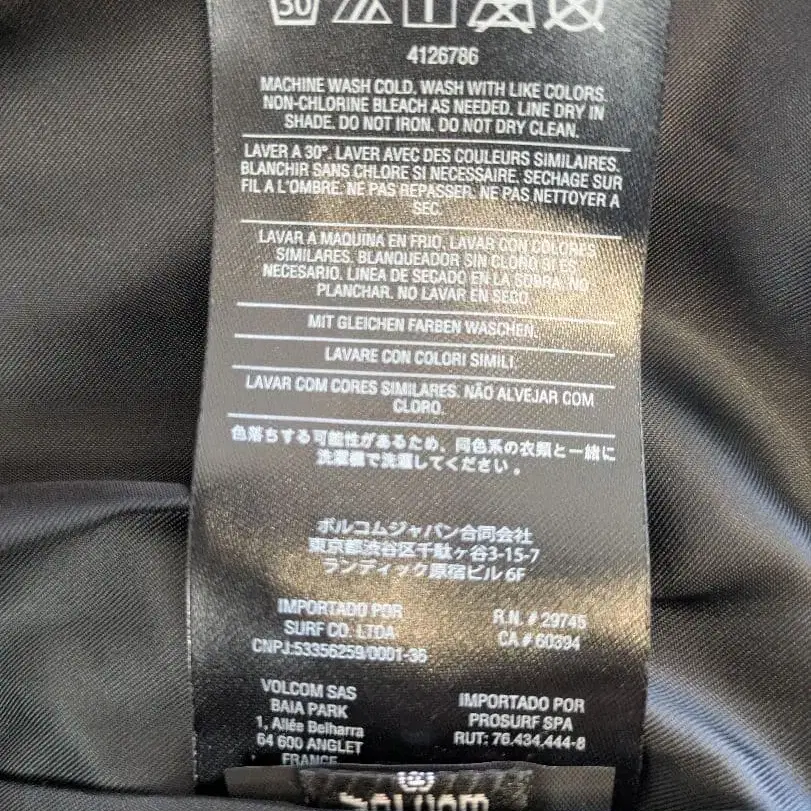 30
4126786
MACHINE WASH COLD, WASH WITH LIKE COLORS.
NON-CHLORINE BLEACH AS NEEDED. LINE DRY IN
SHADE. DO NOT IRON. DO NOT DRY CLEAN.
LAVER A 30°. LAVER AVEC DES COULEURS SIMILAIRES.
BLANCHIR SANS CHLORE SI NECESSAIRE. SECHAGE SUR
FIL A L'OMBRE. NE PAS REPASSER. NE PAS NETTOYER A
SEC.
LAVAR A MAQUINA EN FRIO, LAVAR CON COLORES
SIMILARES. BLANQUEADOR SIN CLORO SI ES
NECESARIO. LINEA DE SECADO EN LA SOBRA. NO
PLANCHAR. NO LAVAR EN SECO.
MIT GLEICHEN FARBEN WASCHEN.
LAVARE CON COLORI SIMILI.
LAVAR COM CORES SIMILARES. NÃO ALVEJAR COM
CLORO.
色落ちする可能性があるため、同色系の衣類と一緒に
洗濯機で洗濯してください。
ボルコムジャパン合同会社
東京都渋谷区千駄ヶ谷3-15-7
ランディック原宿ビル 6F
IMPORTADO POR
SURF CO. LTDA
CNPJ:53356259/0001-36
R.N. # 29745
CA # 60394
VOLCOM SAS
BAIA PARK
1, Allée Belharra
64 600 ANGLET
FRANCE
IMPORTADO POR
PROSURF SPA
RUT: 76.434.444-8
volcom